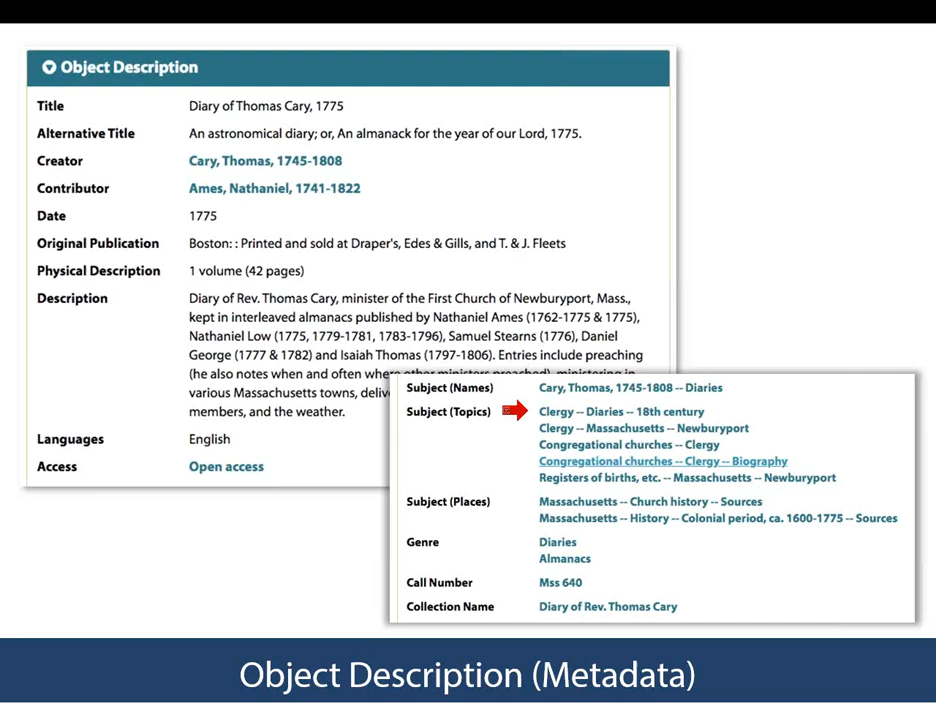 Object Description
Title Diary of Thomas Cary, 1775
Alternative Title An astronomical diary; or, An almanack for the year of our Lord, 1775.
Creator Cary, Thomas, 1745-1808
Contributor Ames, Nathaniel, 1741-1822
Date 1775
Original Publication Boston: : Printed and sold at Draper's, Edes & Gills, and T. & J. Fleets
Physical Description 1 volume (42 pages)
Description Diary of Rev. Thomas Cary, minister of the First Church of Newburyport, Mass.,
kept in interleaved almanacs published by Nathaniel Ames (1762-1775 & 1775),
Nathaniel Low (1775, 1779-1781, 1783-1796), Samuel Stearns (1776), Daniel
George (1777 & 1782) and Isaiah Thomas (1797-1806). Entries include preaching
(he also notes when and often where other ministers preached), ministering in
various Massachusetts towns,
members, and the weather.
Languages English
Access Open access
Subject (Names) Cary, Thomas, 1745-1808 -- Diaries
Subject (Topics) Clergy -- Diaries -- 18th century
Clergy -- Massachusetts -- Newburyport
Congregational churches -- Clergy
Congregational churches -- Clergy -- Biography
Registers of births, etc. -- Massachusetts -- Newburyport
Subject (Places) Massachusetts -- Church history -- Sources
Massachusetts -- History -- Colonial period, ca. 1600-1775 -- Sources
Genre Diaries
Almanacs
Call Number Mss 640
Collection Name Diary of Rev. Thomas Cary
Object Description (Metadata)